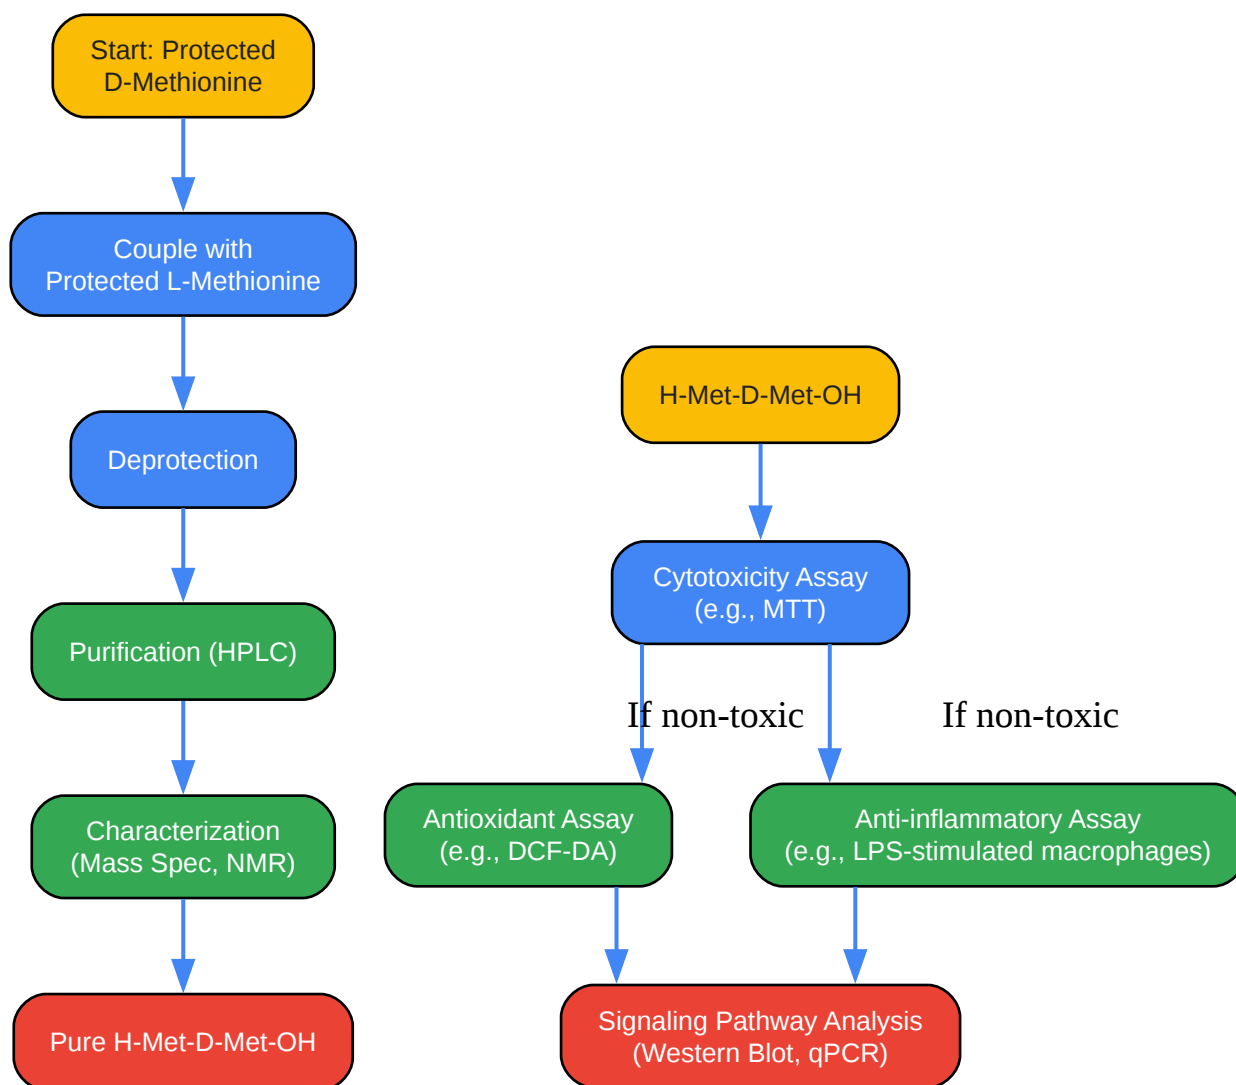 Start: Protected
D-Methionine
Couple with
Protected L-Methionine
Deprotection
Purification (HPLC)
Characterization
(Mass Spec, NMR)
Pure H-Met-D-Met-OH
H-Met-D-Met-OH
Cytotoxicity Assay
(e.g., MTT)
If non-toxic
If non-toxic
Antioxidant Assay
(e.g., DCF-DA)
Anti-inflammatory Assay
(e.g., LPS-stimulated macrophages)
Signaling Pathway Analysis
(Western Blot, qPCR)